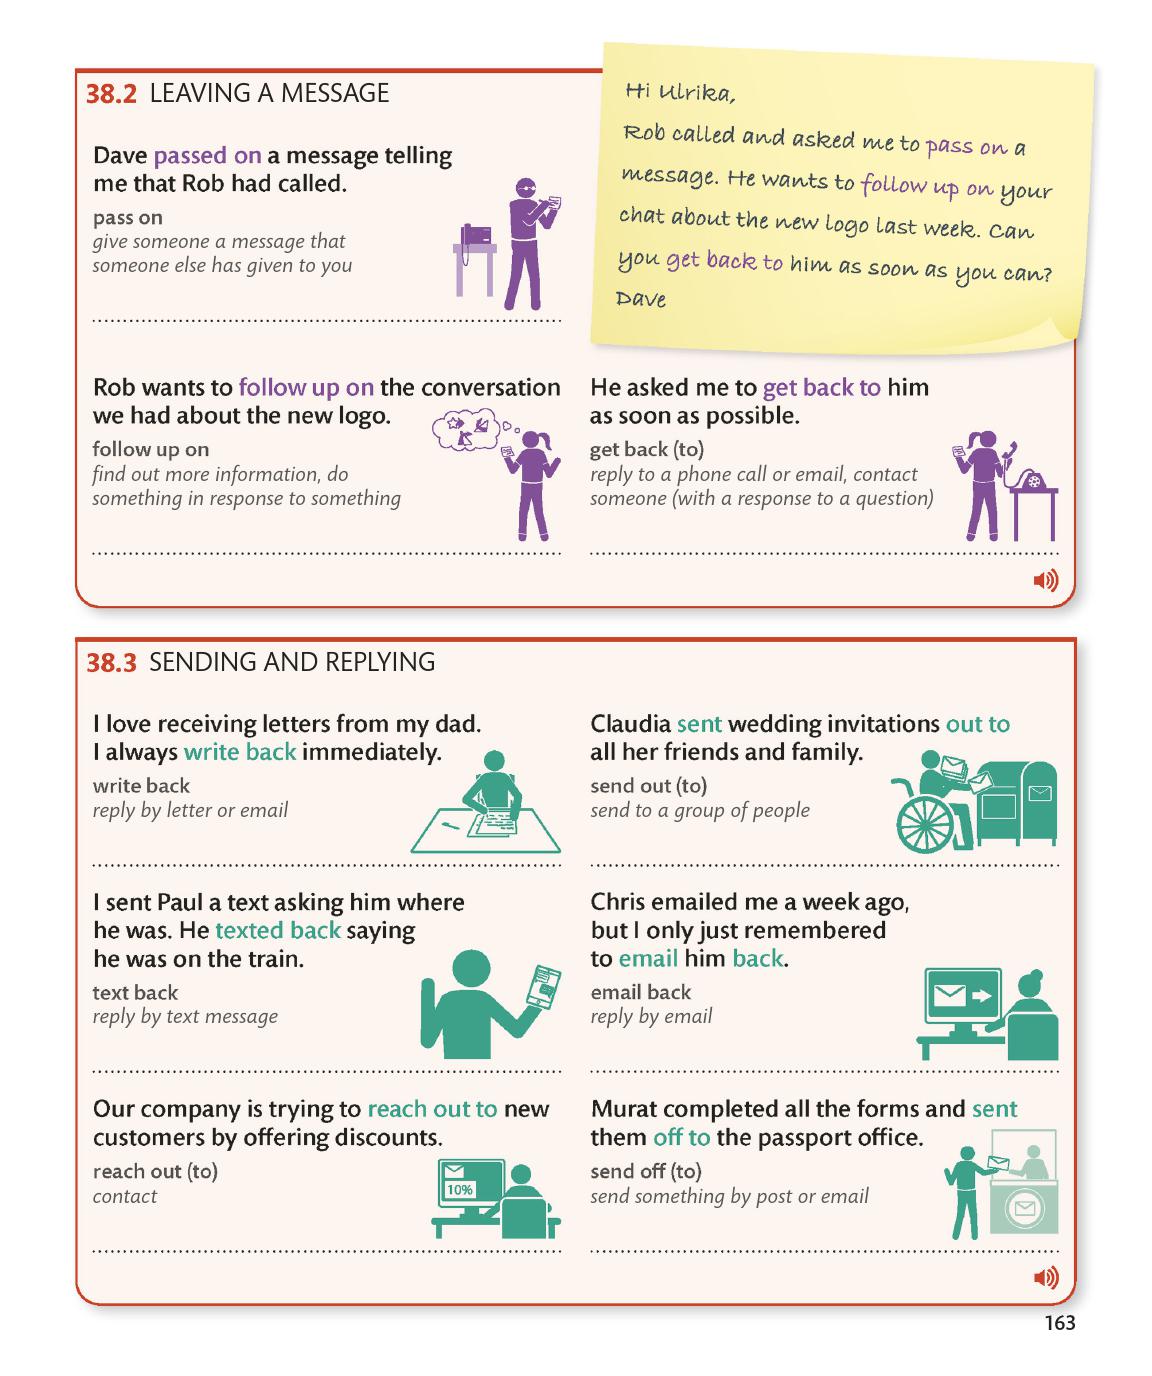 38.2 LEAVING A MESSAGE
Dave passed on a message telling
me that Rob had called.
pass on
give someone a message that
someone else has given to you
Hi Ulrika,
Rob called and asked me to pass on a
message. He wants to follow up on your
chat about the new logo last week. Can
you get back to him as soon as you can?
Dave
Rob wants to follow up on the conversation
we had about the new logo.
follow up on
find out more information, do
something in response to something
He asked me to get back to him
as soon as possible.
get back (to)
reply to a phone call or email, contact
someone (with a response to a question)
38.3 SENDING AND REPLYING
I love receiving letters from my dad.
I always write back immediately.
write back
reply by letter or email
Claudia sent wedding invitations out to
all her friends and family.
send out (to)
send to a group of people
I sent Paul a text asking him where
he was. He texted back saying
he was on the train.
text back
reply by text message
Chris emailed me a week ago,
but I only just remembered
to email him back.
email back
reply by email
Our company is trying to reach out to new
customers by offering discounts.
reach out (to)
contact
10%
Murat completed all the forms and sent
them off to the passport office.
send off (to)
send something by post or email
163